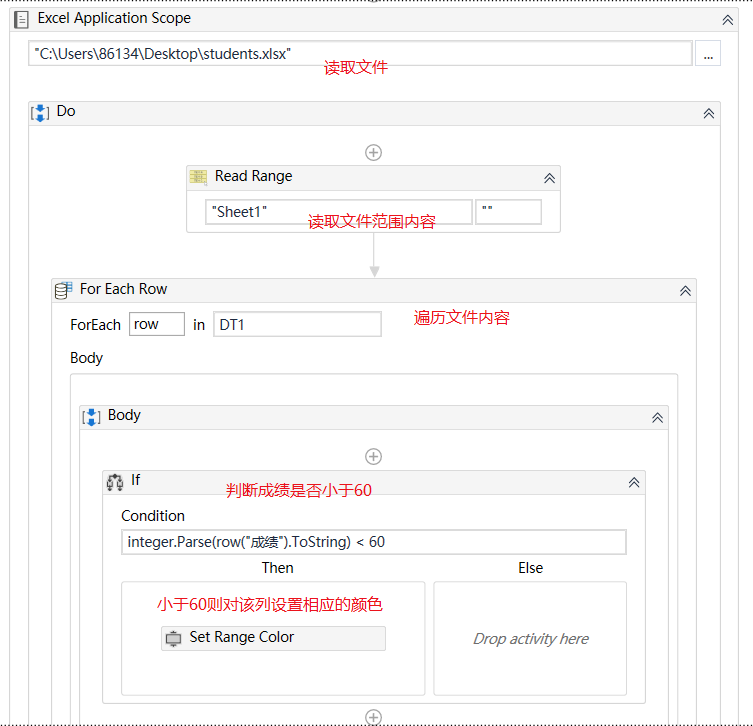 Excel Application Scope
"C:\Users\86134\Desktop\students.xlsx"
...
读取文件
Do
Read Range
"Sheet1"
""
读取文件范围内容
For Each Row
ForEach row in DT1
遍历文件内容
Body
Body
If
判断成绩是否小于60
Condition
integer.Parse(row("成绩").ToString) < 60
Then
Else
小于60则对该列设置相应的颜色
Set Range Color
Drop activity here